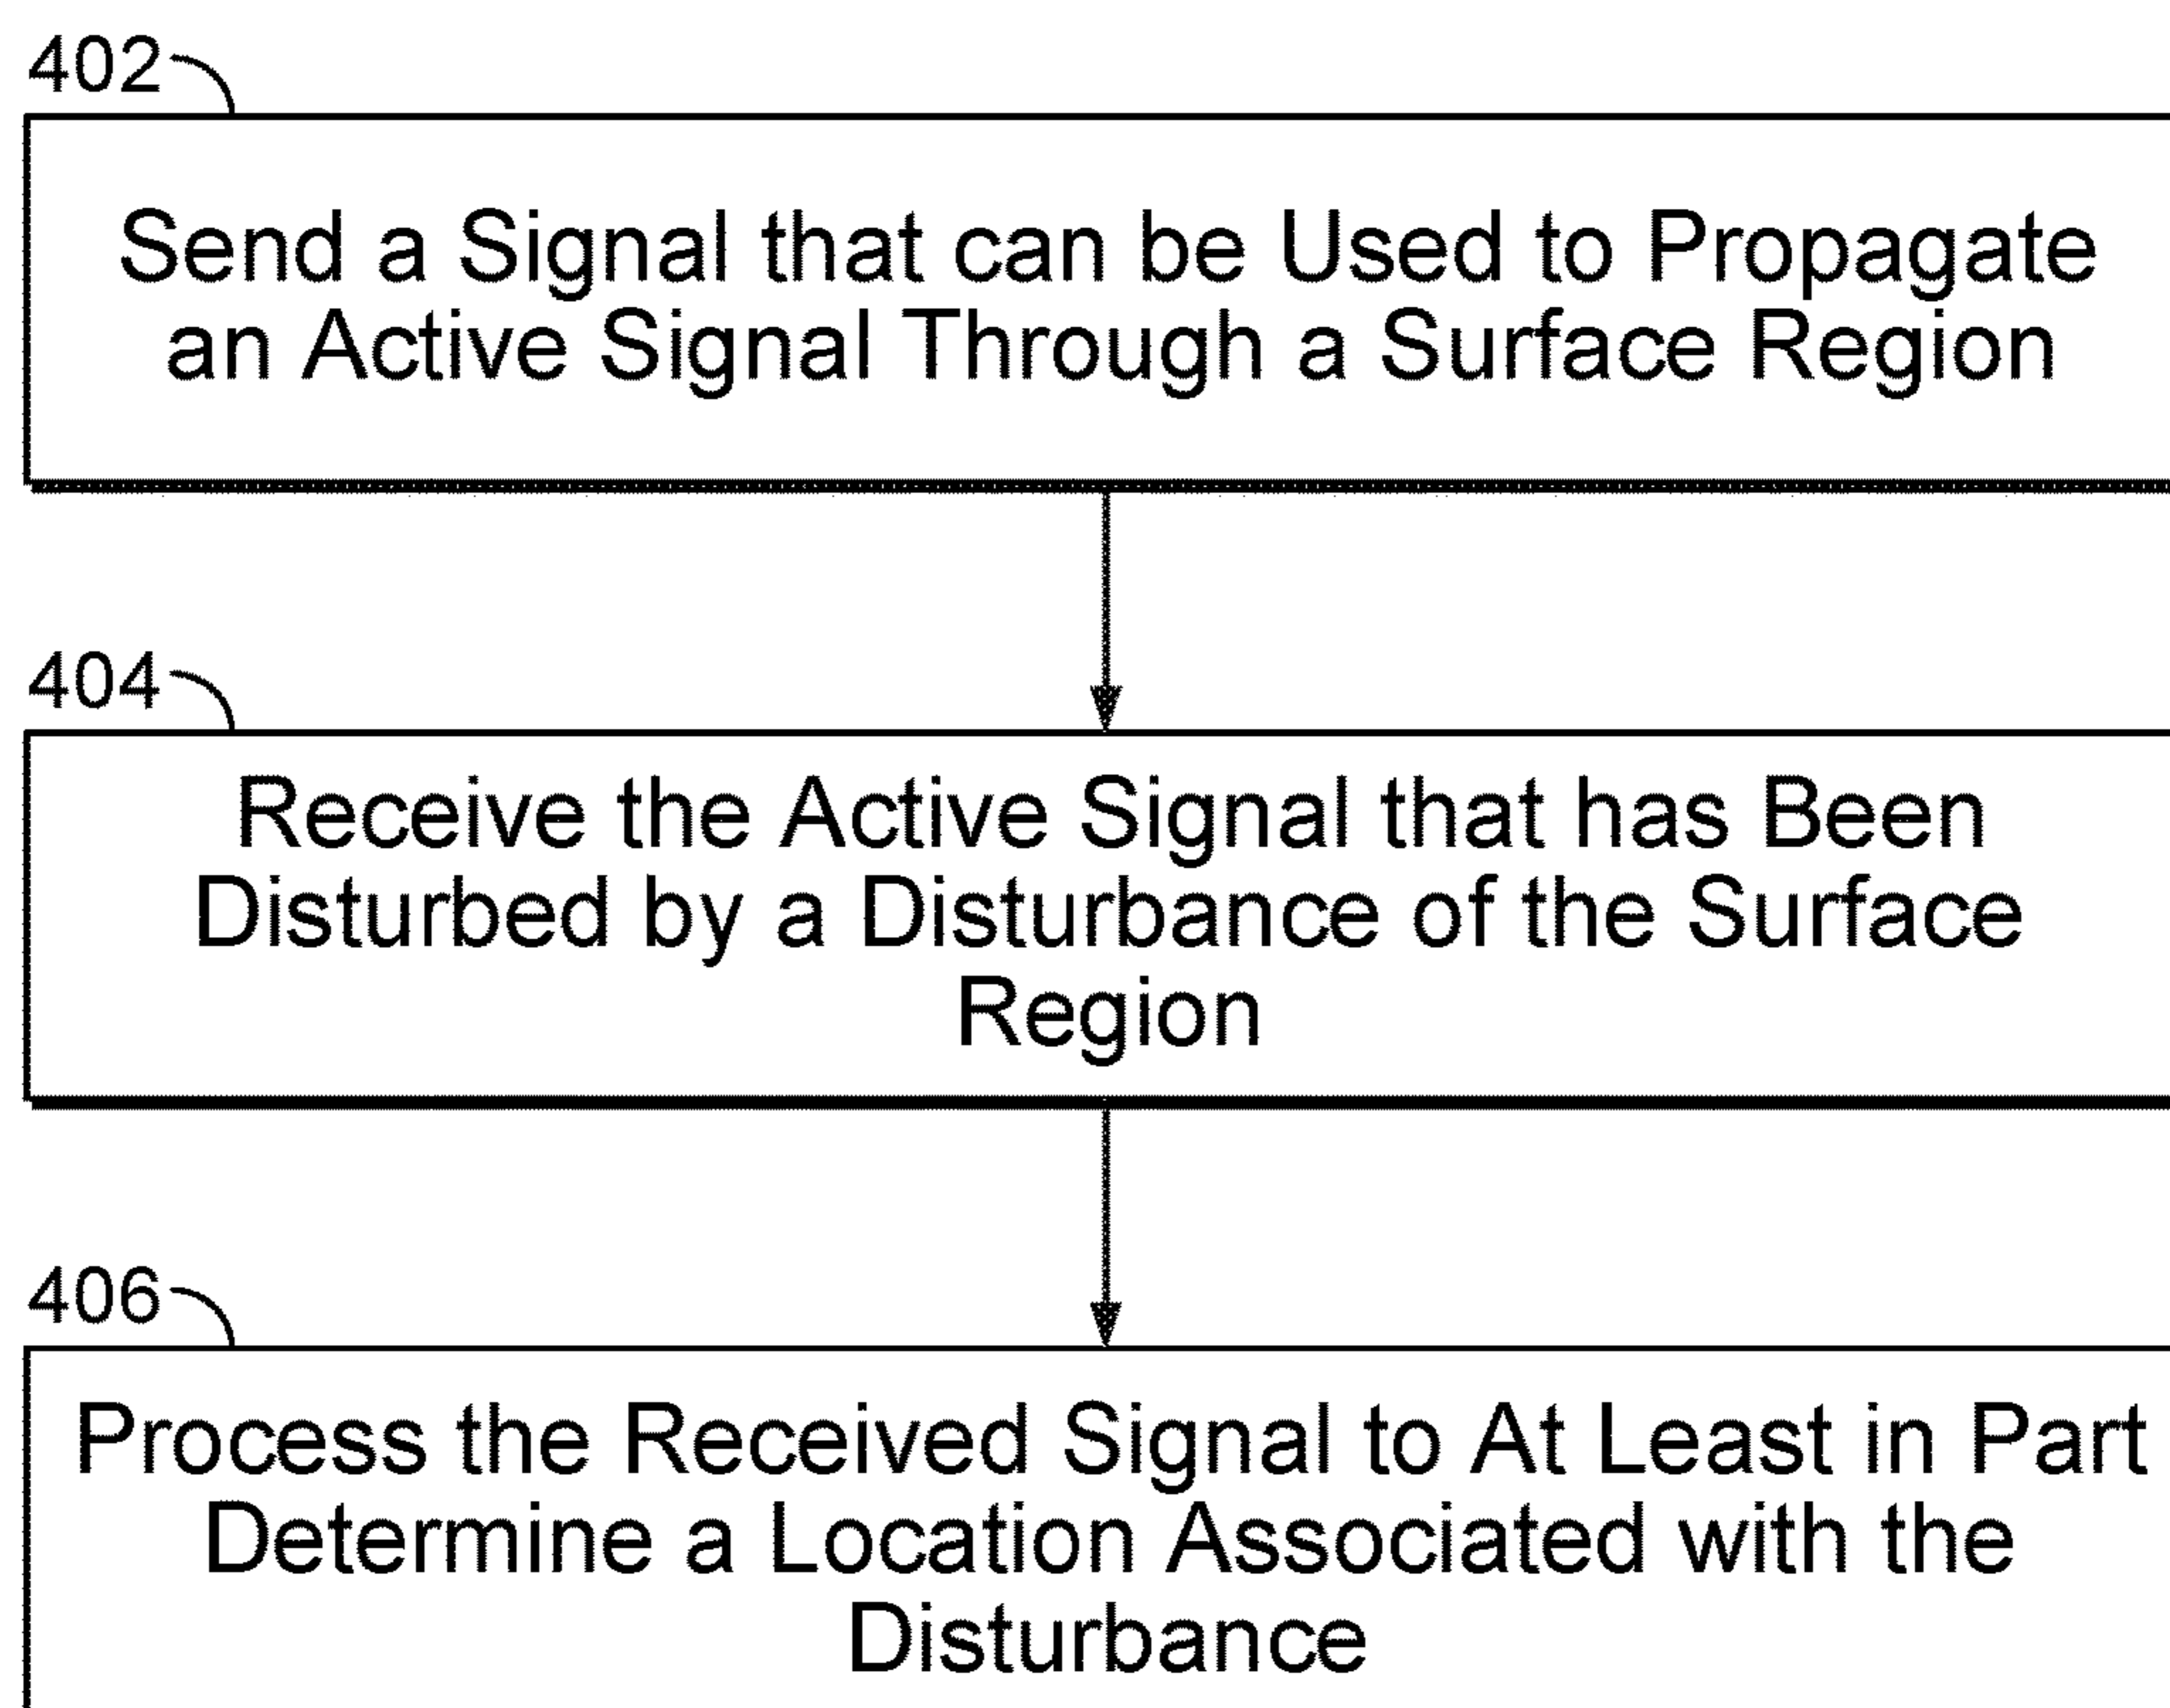 402
Send a Signal that can be Used to Propagate
an Active Signal Through a Surface Region
404
Receive the Active Signal that has Been
Disturbed by a Disturbance of the Surface
Region
406
Process the Received Signal to At Least in Part
Determine a Location Associated with the
Disturbance